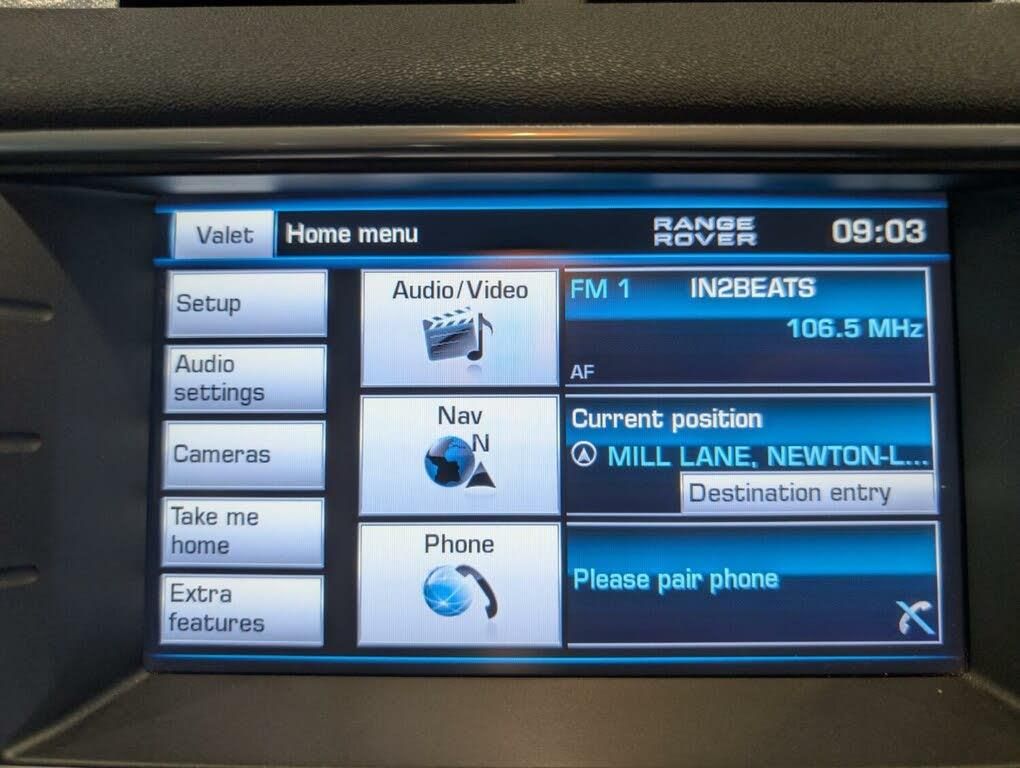 Valet
Home menu
RANGE
ROVER
09:03
Setup
Audio
settings
Cameras
Take me
home
Extra
features
Audio/Video
Nav
N
Phone
FM 1
IN2BEATS
106.5 MHz
AF
Current position
MILL LANE, NEWTON-L...
Destination entry
Please pair phone